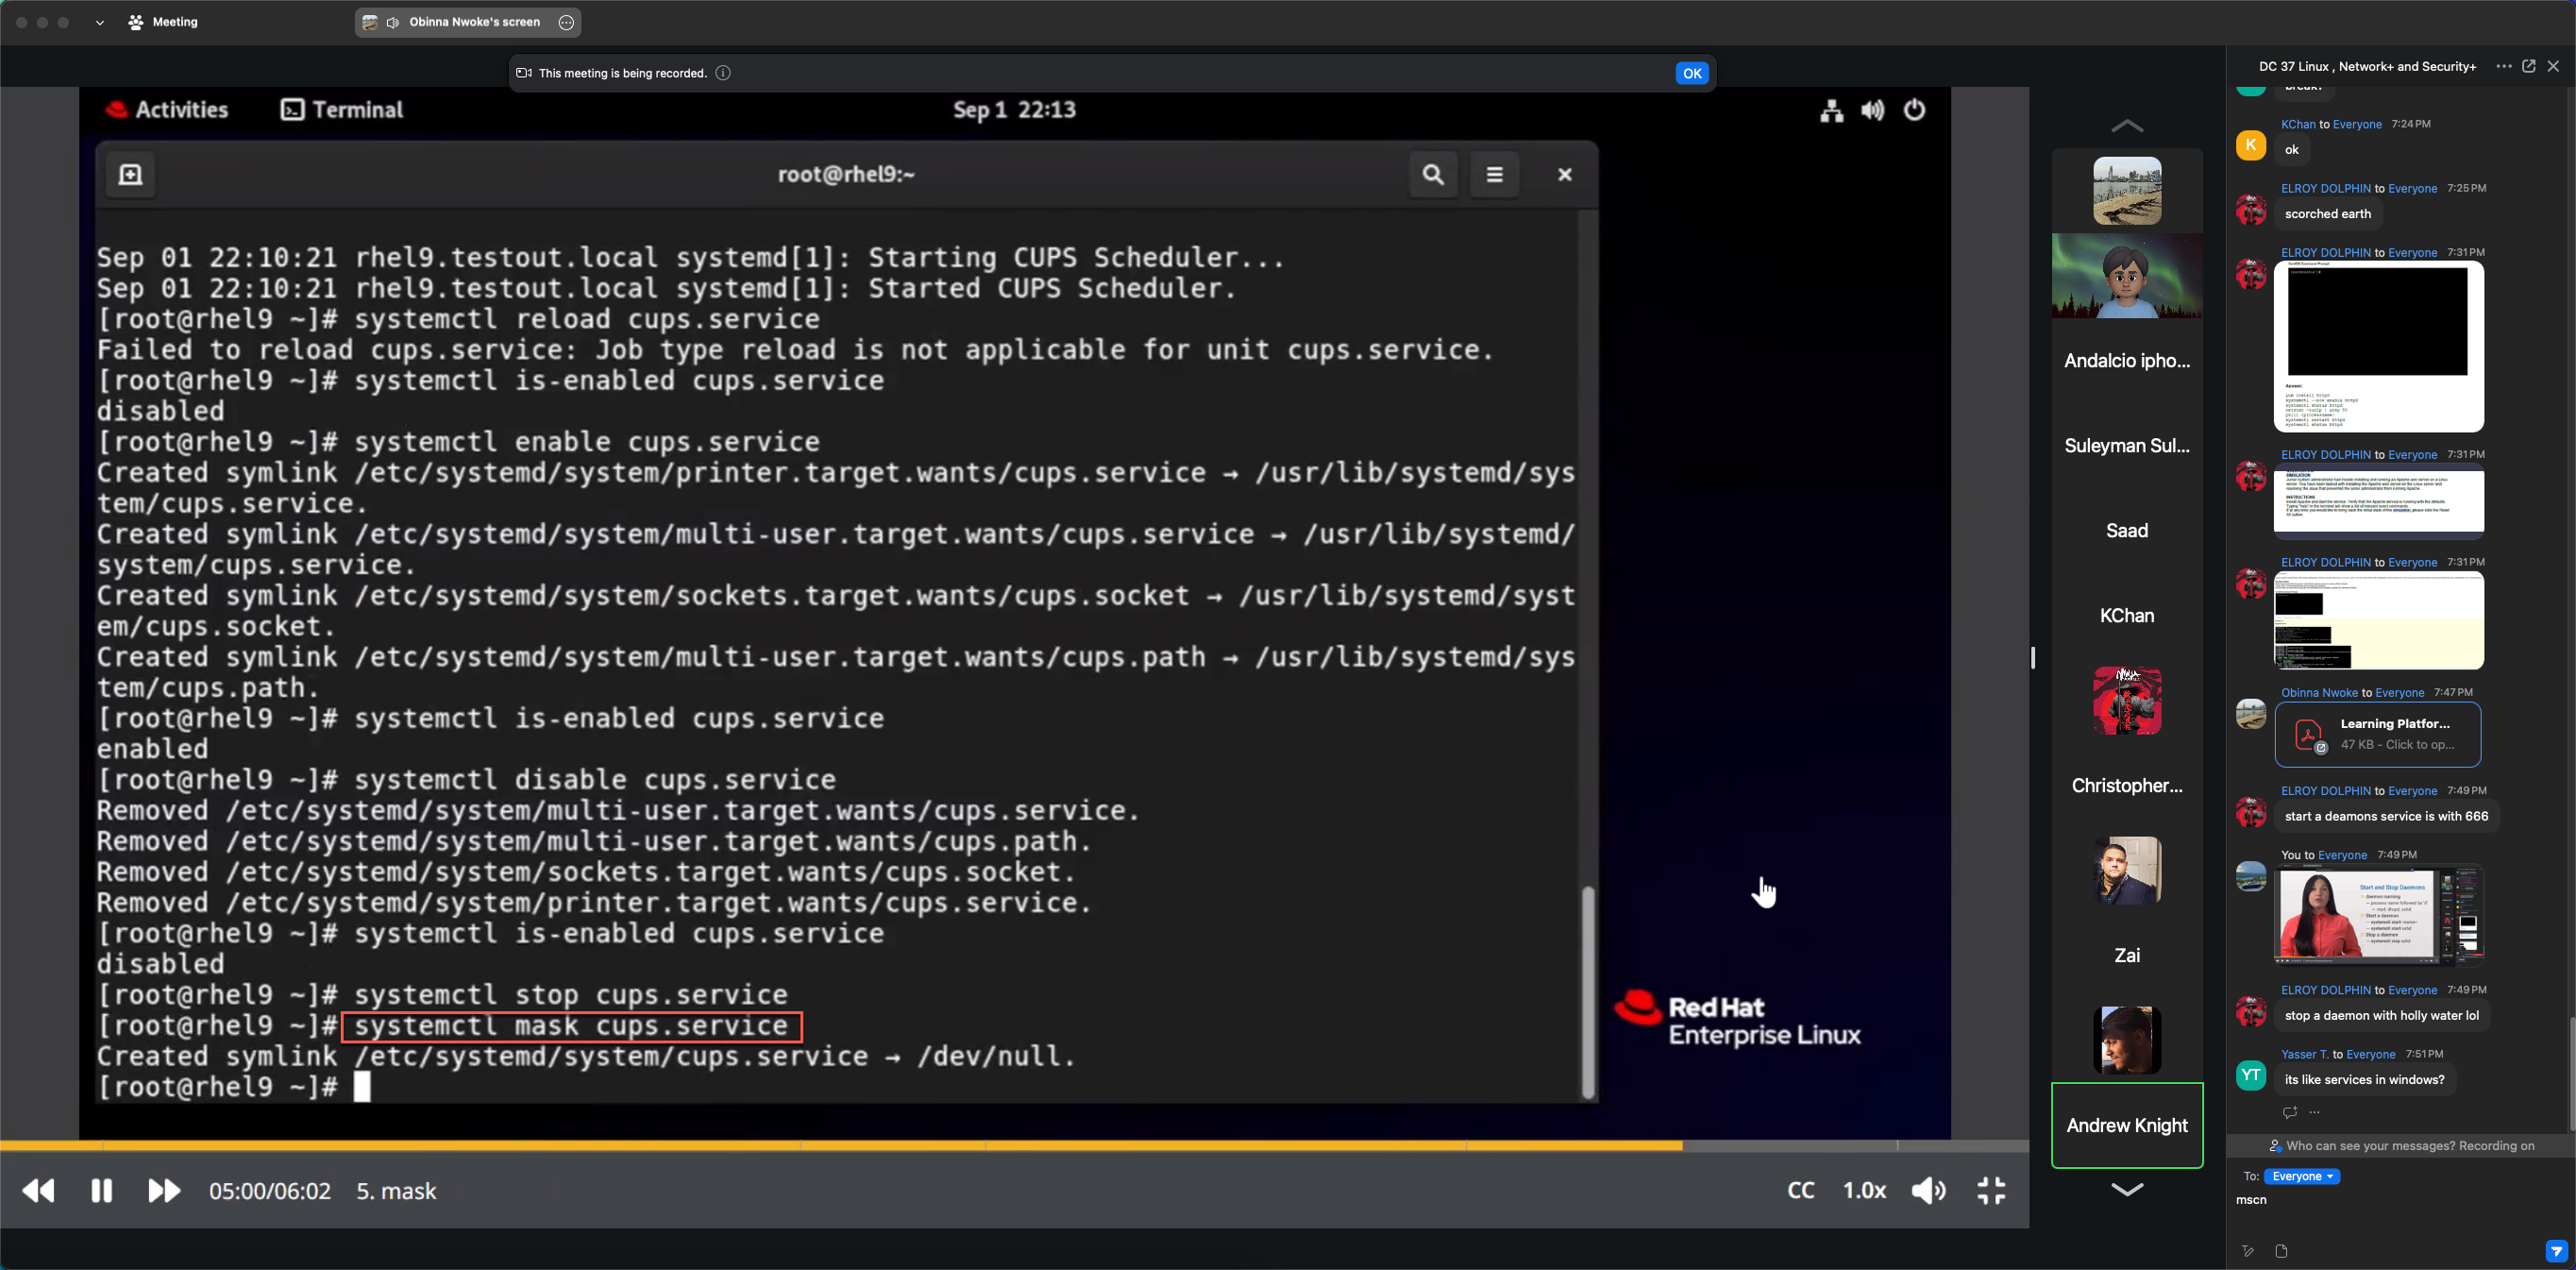 Meeting
Obinna Nwoke's screen
This meeting is being recorded.
OK
Activities
Terminal
Sep 1 22:13
root@rhel9:~
Sep 01 22:10:21 rhel9.testout.local systemd[1]: Starting CUPS Scheduler...
Sep 01 22:10:21 rhel9.testout.local systemd[1]: Started CUPS Scheduler.
[root@rhel9 ~]# systemctl reload cups.service
Failed to reload cups.service: Job type reload is not applicable for unit cups.service.
[root@rhel9 ~]# systemctl is-enabled cups.service
disabled
[root@rhel9 ~]# systemctl enable cups.service
Created symlink /etc/systemd/system/printer.target.wants/cups.service → /usr/lib/systemd/sys
tem/cups.service.
Created symlink /etc/systemd/system/multi-user.target.wants/cups.service → /usr/lib/systemd/
system/cups.service.
Created symlink /etc/systemd/system/sockets.target.wants/cups.socket → /usr/lib/systemd/syst
em/cups.socket.
Created symlink /etc/systemd/system/multi-user.target.wants/cups.path → /usr/lib/systemd/sys
tem/cups.path.
[root@rhel9 ~]# systemctl is-enabled cups.service
enabled
[root@rhel9 ~]# systemctl disable cups.service
Removed /etc/systemd/system/multi-user.target.wants/cups.service.
Removed /etc/systemd/system/multi-user.target.wants/cups.path.
Removed /etc/systemd/system/sockets.target.wants/cups.socket.
Removed /etc/systemd/system/printer.target.wants/cups.service.
[root@rhel9 ~]# systemctl is-enabled cups.service
disabled
[root@rhel9 ~]# systemctl stop cups.service
[root@rhel9 ~]# systemctl mask cups.service
Created symlink /etc/systemd/system/cups.service → /dev/null.
[root@rhel9 ~]#
Red Hat
Enterprise Linux
05:00/06:02
5. mask
CC
1.0x
Andalcio ipho...
Suleyman Sul...
Saad
KChan
Christopher...
Zai
Andrew Knight
DC 37 Linux , Network+ and Security+
KChan to Everyone 7:24 PM
K
ok
ELROY DOLPHIN to Everyone 7:25 PM
scorched earth
ELROY DOLPHIN to Everyone 7:31 PM
ELROY DOLPHIN to Everyone 7:31 PM
ELROY DOLPHIN to Everyone 7:31 PM
Obinna Nwoke to Everyone 7:47 PM
Learning Platfor...
47 KB - Click to op...
ELROY DOLPHIN to Everyone 7:49 PM
start a deamons service is with 666
You to Everyone 7:49 PM
Start and Stop Daemons
ELROY DOLPHIN to Everyone 7:49 PM
stop a daemon with holly water lol
Yasser T. to Everyone 7:51 PM
YT
its like services in windows?
Who can see your messages? Recording on
To: Everyone
mscn